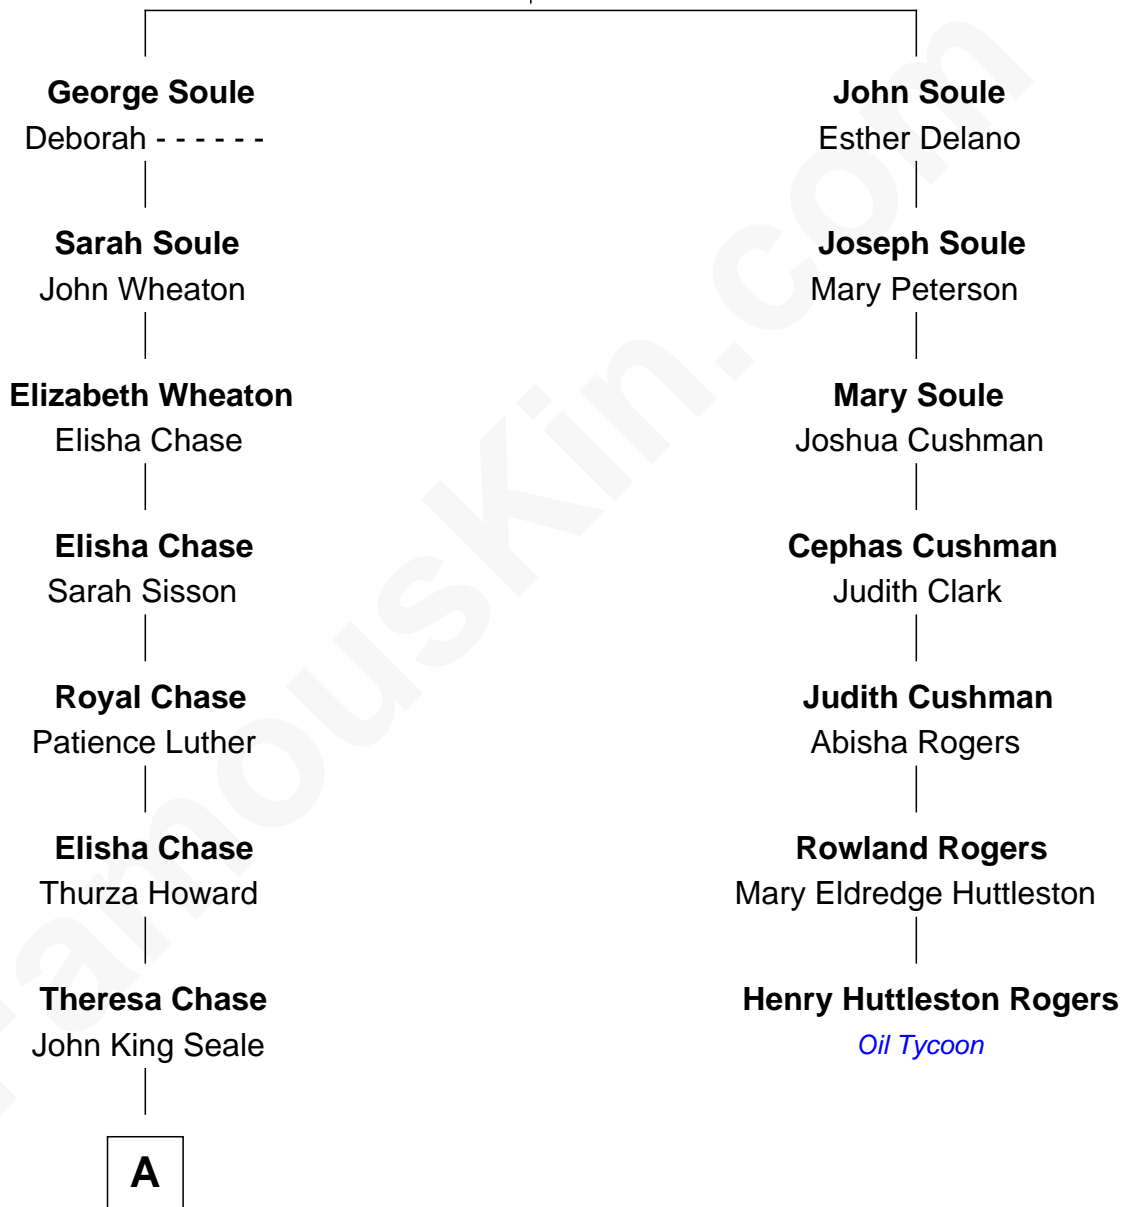 George Soule
Deborah - - - - - -
Sarah Soule
John Wheaton
Elizabeth Wheaton
Elisha Chase
Elisha Chase
Sarah Sisson
Royal Chase
Patience Luther
Elisha Chase
Thurza Howard
Theresa Chase
John King Seale
A
John Soule
Esther Delano
Joseph Soule
Mary Peterson
Mary Soule
Joshua Cushman
Cephas Cushman
Judith Clark
Judith Cushman
Abisha Rogers
Rowland Rogers
Mary Eldredge Huttleston
Henry Huttleston Rogers
Oil Tycoon
FamousKin.com